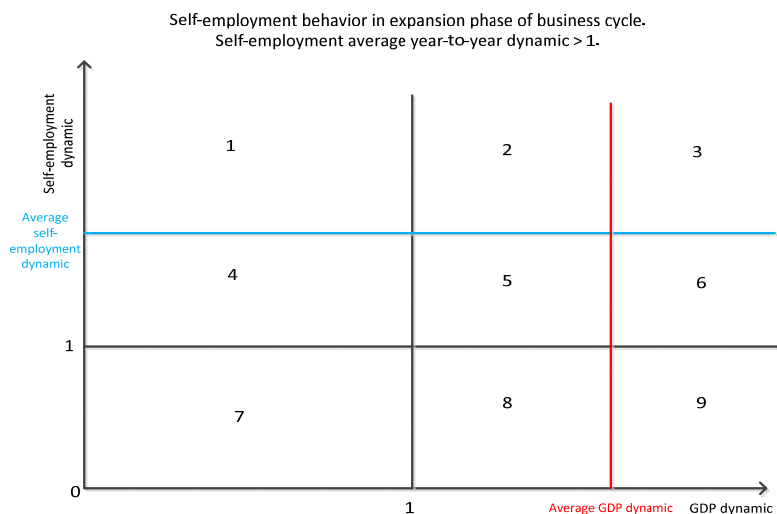 Self-employment behavior in expansion phase of business cycle.
Self-employment average year-to-year dynamic > 1.
Self-employment
dynamic
1
2
3
Average
self-
employment
dynamic
4
5
6
1
7
8
9
0
1
Average GDP dynamic
GDP dynamic